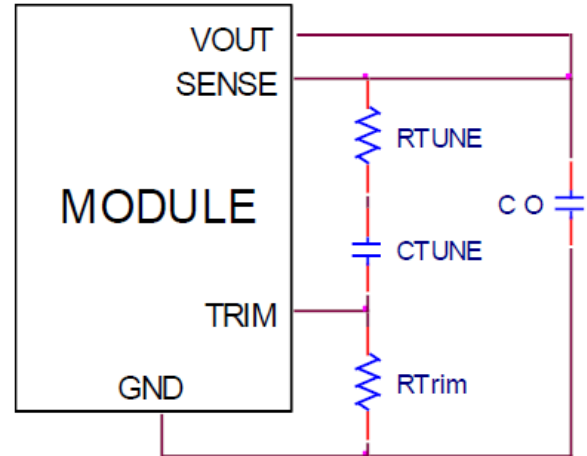 VOUT
SENSE
RTUNE
MODULE
C O
CTUNE
TRIM
GND
RTrim